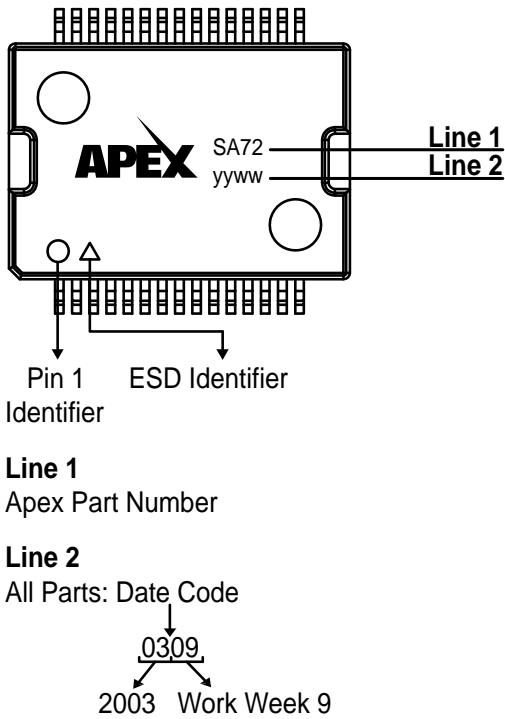 APEX
SA72
yyww
Line 1
Line 2
Pin 1
Identifier
ESD Identifier
Line 1
Apex Part Number
Line 2
All Parts: Date Code
0309
2003 Work Week 9